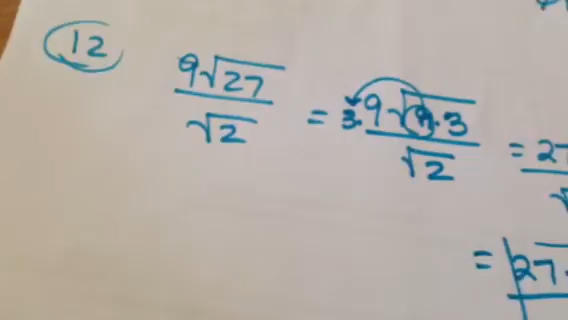 12
9√27/√2 = 3·9√9·3/√2 = 27
= 27